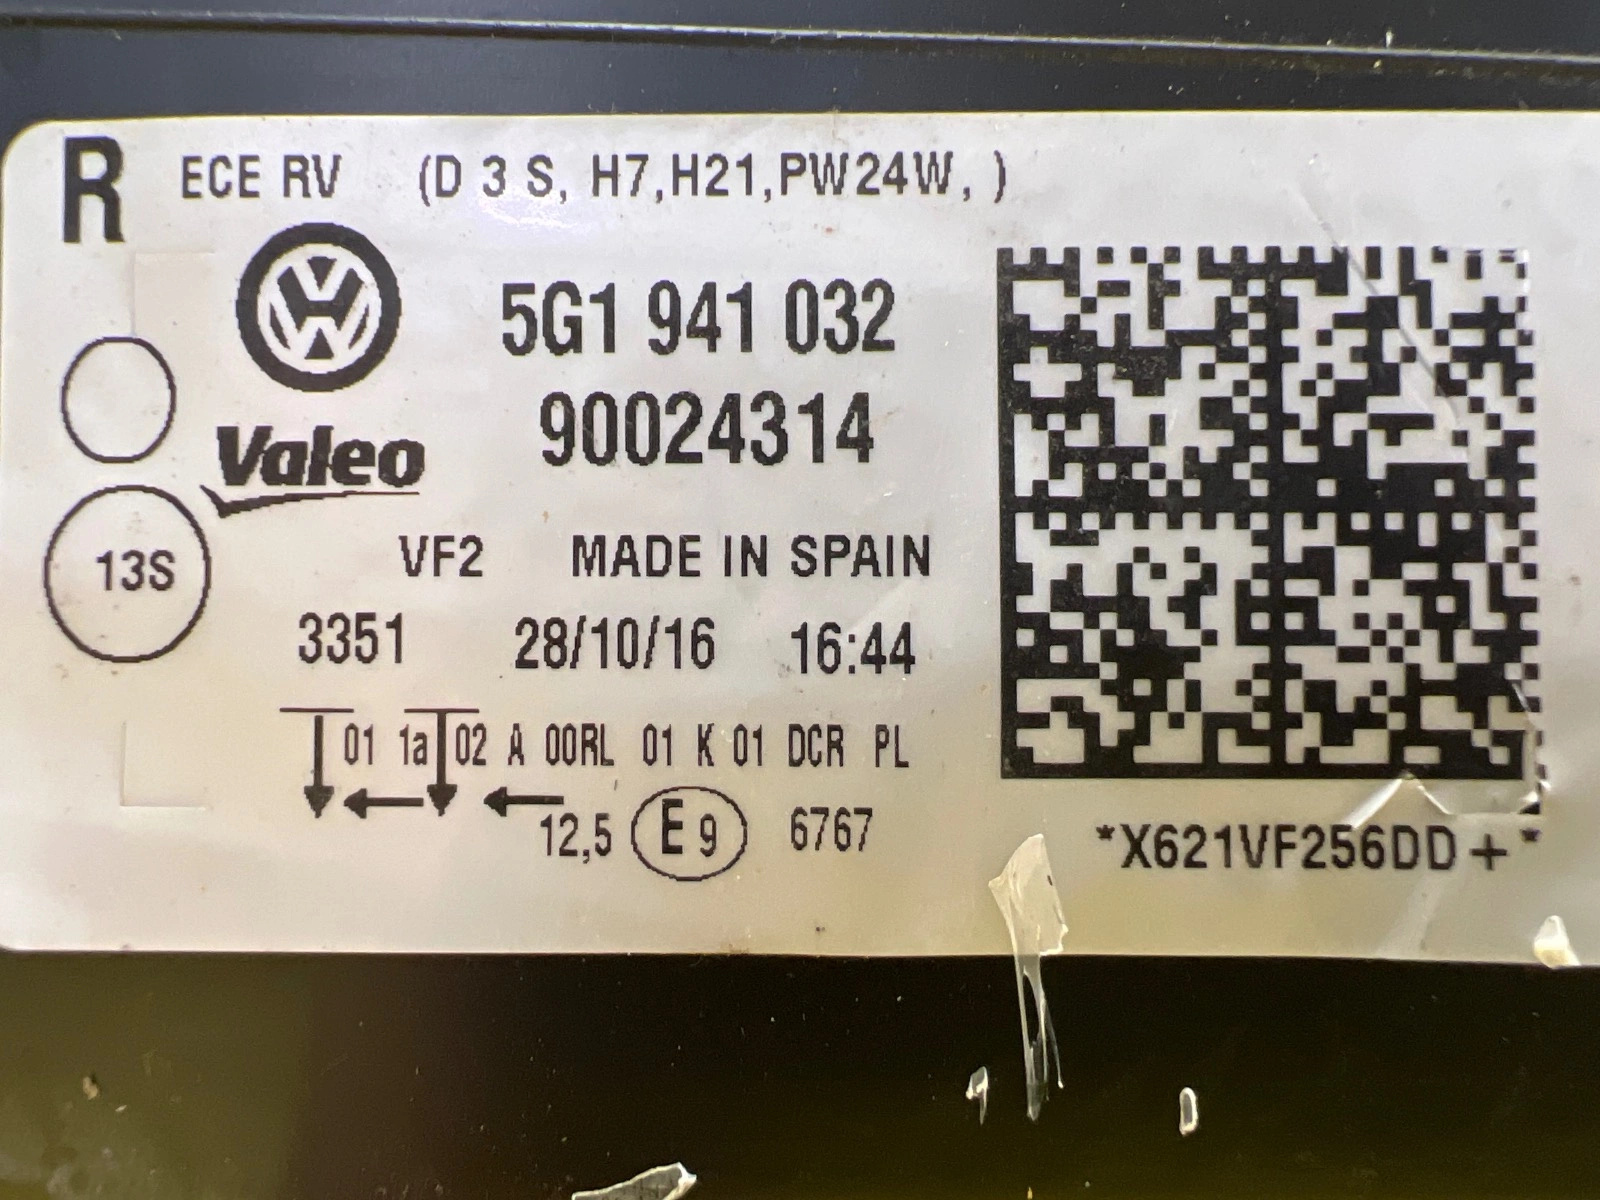 R ECE RV (D 3 S, H7,H21,PW24W, )
5G1 941 032
Valeo
90024314
13S
VF2 MADE IN SPAIN
3351 28/10/16 16:44
01 1a 02 A 00RL 01 K 01 DCR PL
12,5 E9 6767
*X621VF256DD+*